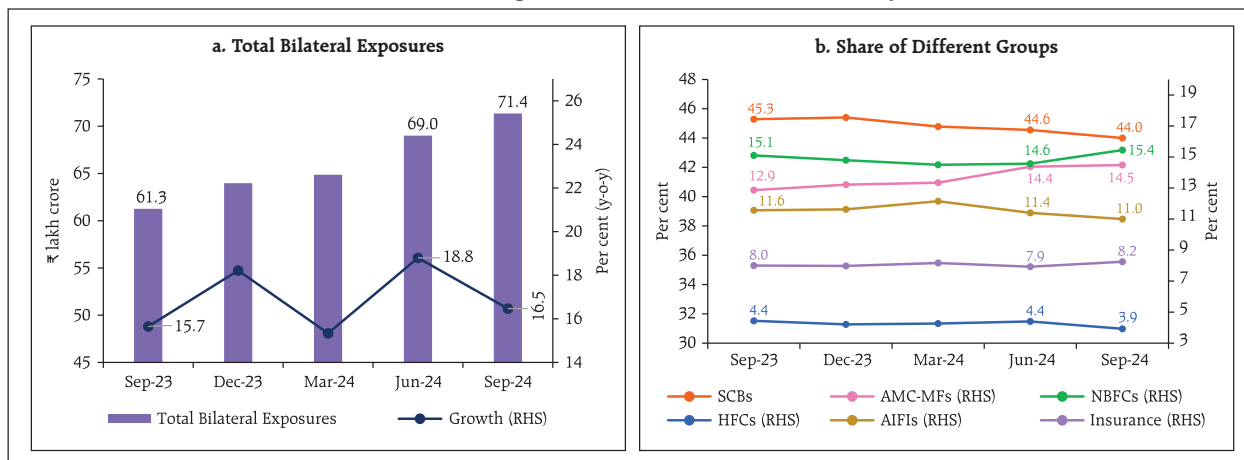 a. Total Bilateral Exposures
₹ lakh crore
75
70
65
60
55
50
45
61.3
69.0
71.4
15.7
18.8
16.5
26
24
22
20
18
16
14
Per cent (y-o-y)
Sep-23 Dec-23 Mar-24 Jun-24 Sep-24
Total Bilateral Exposures Growth (RHS)
b. Share of Different Groups
Per cent
48
46
44
42
40
38
36
34
32
30
45.3 44.6 44.0
15.1 14.6 15.4
12.9 14.4 14.5
11.6 11.4 11.0
8.0 7.9 8.2
4.4 4.4 3.9
19
17
15
13
11
9
7
5
3
Per cent
Sep-23 Dec-23 Mar-24 Jun-24 Sep-24
SCBs AMC-MFs (RHS) NBFCs (RHS)
HFCs (RHS) AIFIs (RHS) Insurance (RHS)